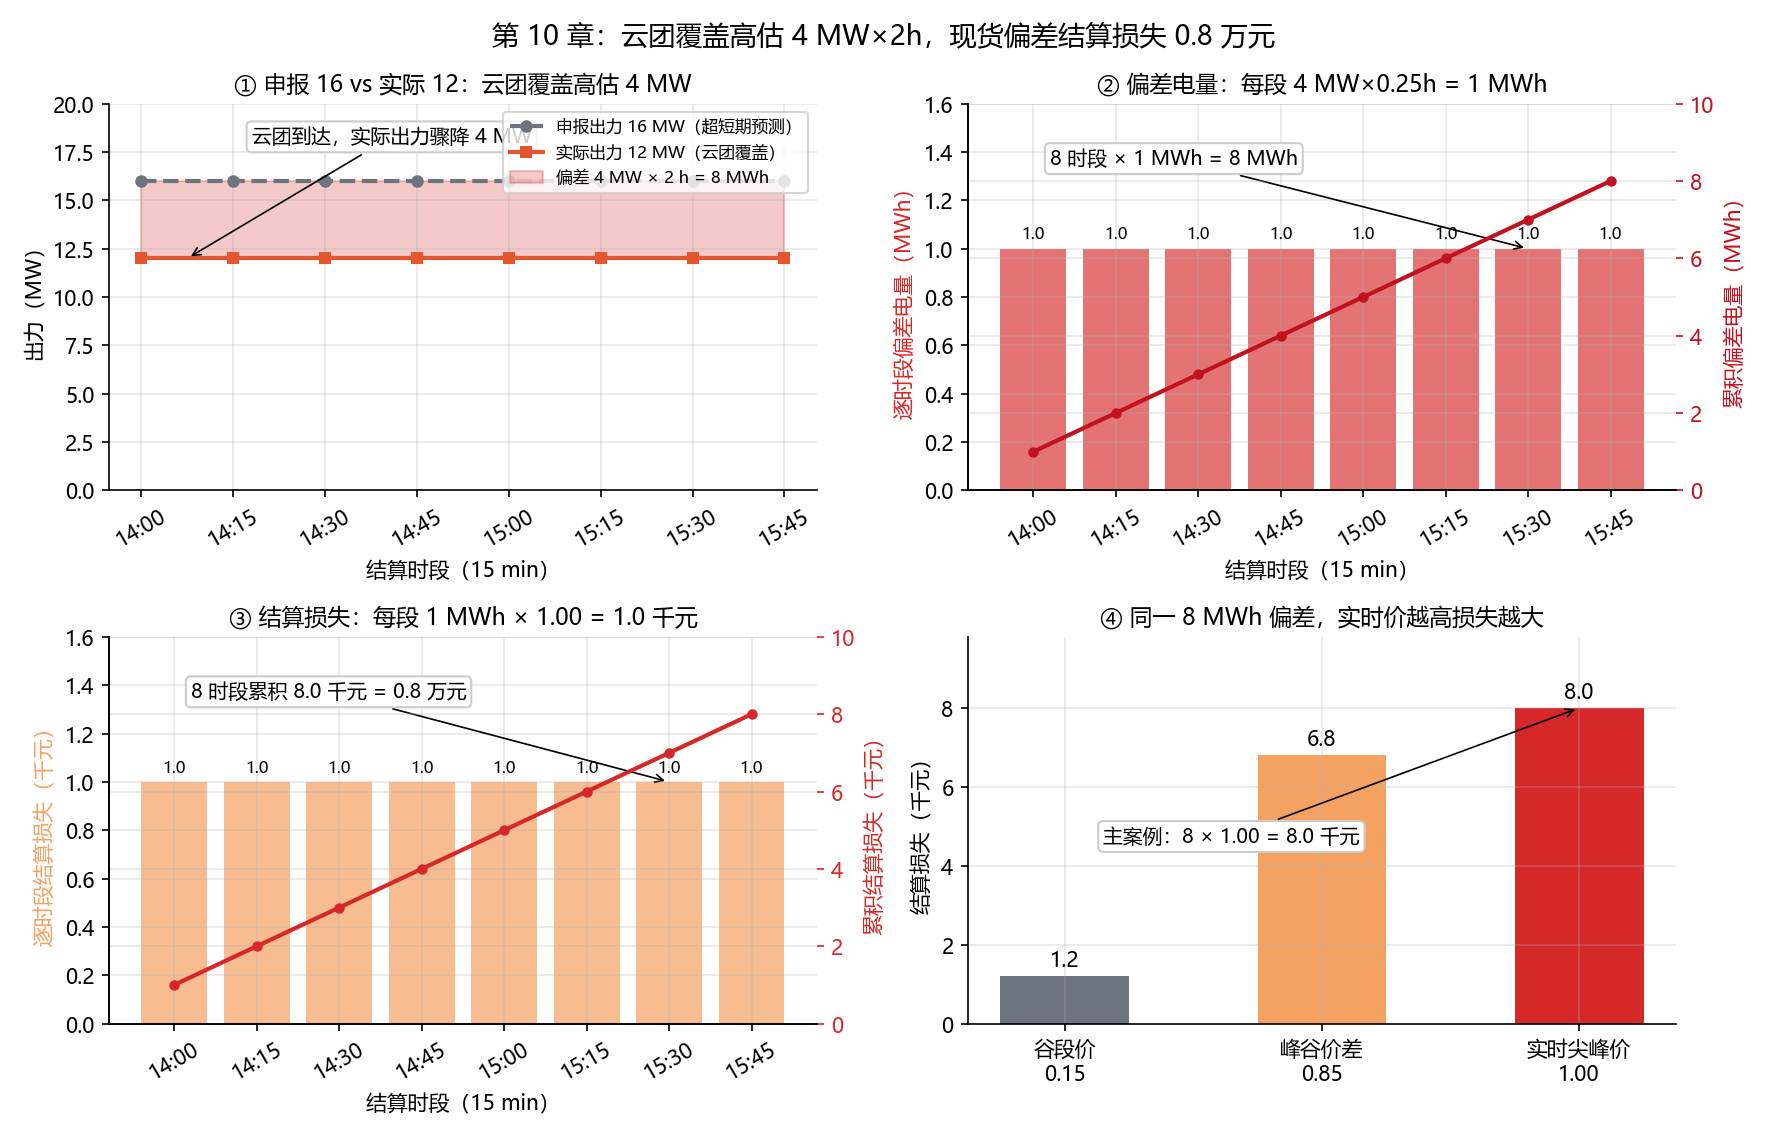 第 10 章：云团覆盖高估 4 MW×2h，现货偏差结算损失 0.8 万元
① 申报 16 vs 实际 12：云团覆盖高估 4 MW
20.0
17.5
15.0
12.5
10.0
7.5
5.0
2.5
0.0
出力（MW）
云团到达，实际出力骤降 4 MW
申报出力 16 MW（超短期预测）
实际出力 12 MW（云团覆盖）
偏差 4 MW × 2 h = 8 MWh
14:00 14:15 14:30 14:45 15:00 15:15 15:30 15:45
结算时段（15 min）
② 偏差电量：每段 4 MW×0.25h = 1 MWh
1.6
1.4
1.2
1.0
0.8
0.6
0.4
0.2
0.0
逐时段偏差电量（MWh）
8 时段 × 1 MWh = 8 MWh
1.0 1.0 1.0 1.0 1.0 1.0 1.0 1.0
10
8
6
4
2
0
累积偏差电量（MWh）
14:00 14:15 14:30 14:45 15:00 15:15 15:30 15:45
结算时段（15 min）
③ 结算损失：每段 1 MWh × 1.00 = 1.0 千元
1.6
1.4
1.2
1.0
0.8
0.6
0.4
0.2
0.0
逐时段结算损失（千元）
8 时段累积 8.0 千元 = 0.8 万元
1.0 1.0 1.0 1.0 1.0 1.0 1.0 1.0
10
8
6
4
2
0
累积结算损失（千元）
14:00 14:15 14:30 14:45 15:00 15:15 15:30 15:45
结算时段（15 min）
④ 同一 8 MWh 偏差，实时价越高损失越大
8
6
4
2
0
结算损失（千元）
1.2
6.8
8.0
主案例：8 × 1.00 = 8.0 千元
谷段价
0.15
峰谷价差
0.85
实时尖峰价
1.00